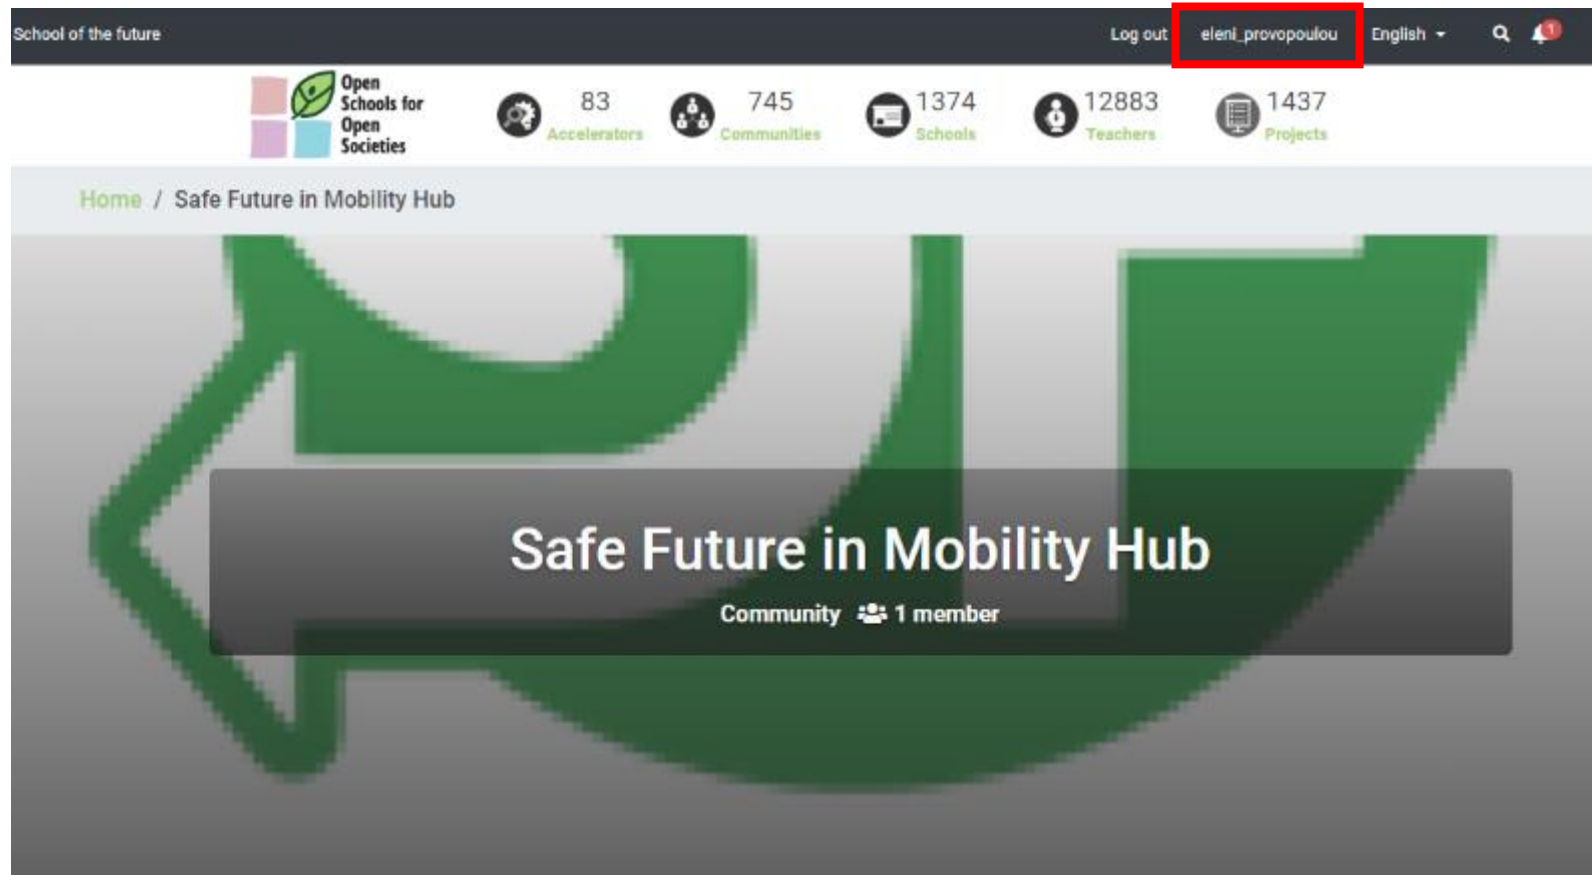 School of the future
Log out eleni_provopoulou English 1
Open
Schools for
Open
Societies
83
Accelerators
745
Communities
1374
Schools
12883
Teachers
1437
Projects
Home / Safe Future in Mobility Hub
Safe Future in Mobility Hub
Community 1 member